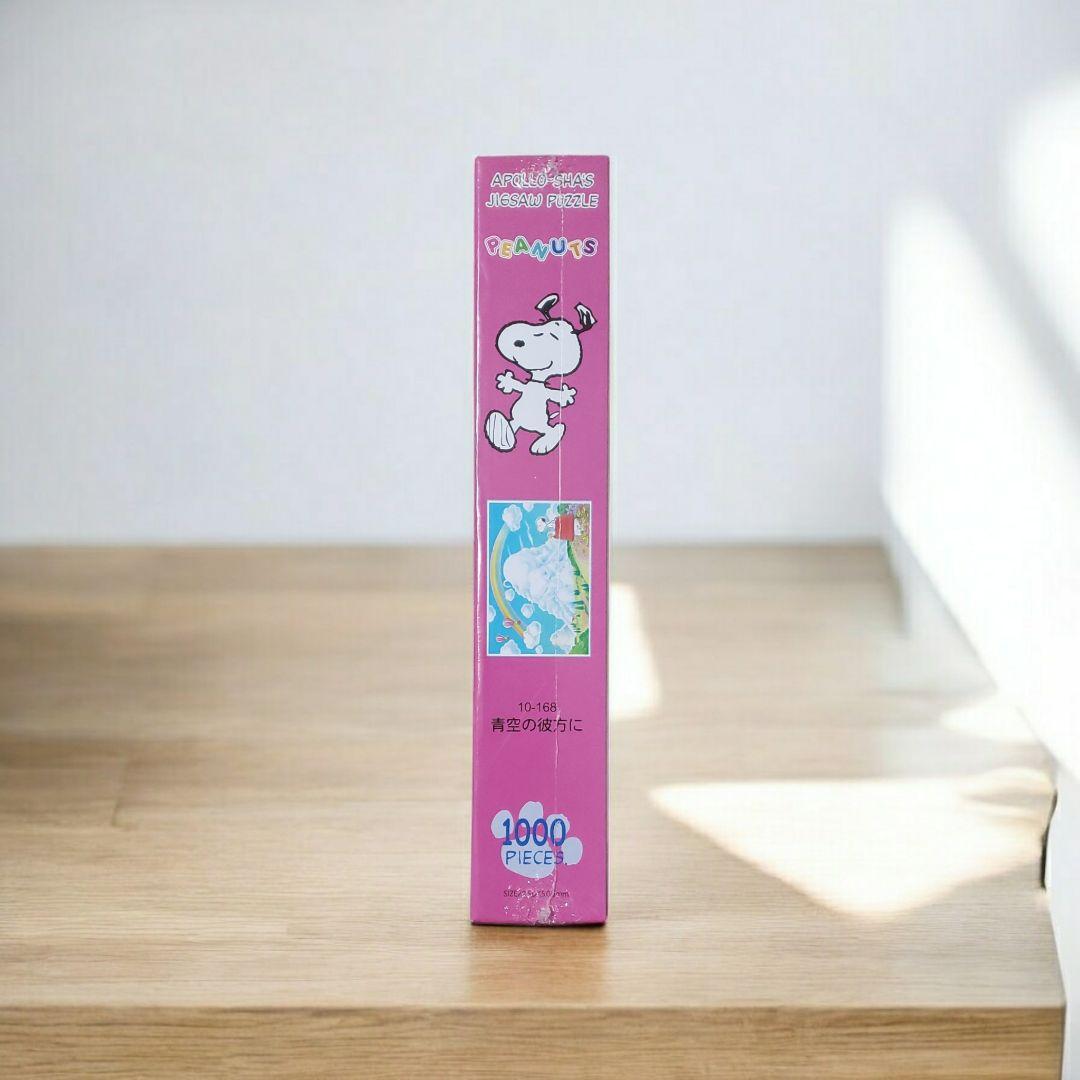 APOLLO-SHA'S
JIGSAW PUZZLE
PEANUTS
10-168
青空の彼方に
1000
PIECES.